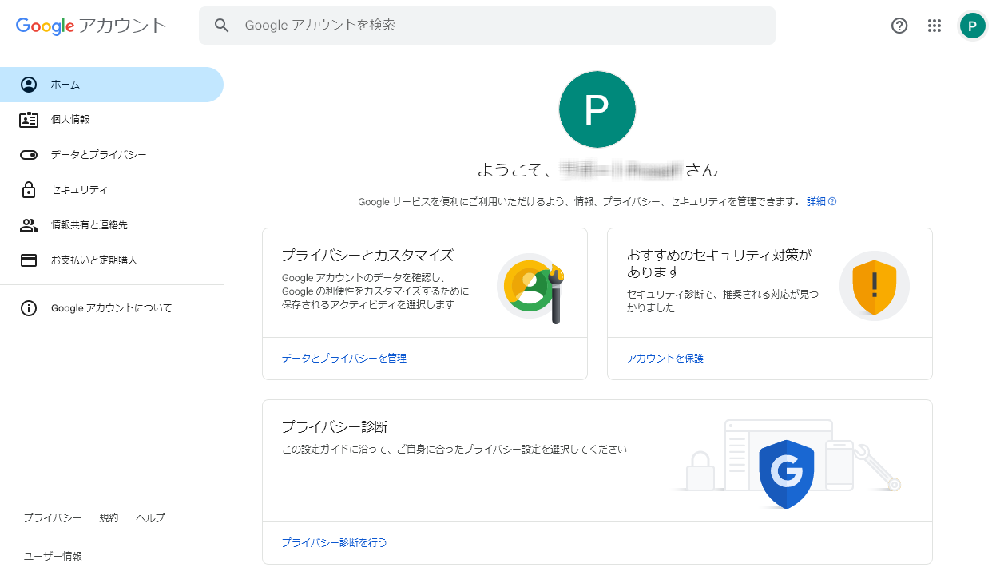 Google アカウント
Google アカウントを検索
P
ホーム
個人情報
データとプライバシー
セキュリティ
情報共有と連絡先
お支払いと定期購入
Google アカウントについて
P
ようこそ、 さん
Google サービスを便利にご利用いただけるよう、情報、プライバシー、セキュリティを管理できます。 詳細
プライバシーとカスタマイズ
Google アカウントのデータを確認し、
Google の利便性をカスタマイズするために
保存されるアクティビティを選択します
データとプライバシーを管理
おすすめのセキュリティ対策が
あります
セキュリティ診断で、推奨される対応が見つ
かりました
アカウントを保護
プライバシー診断
この設定ガイドに沿って、ご自身に合ったプライバシー設定を選択してください
G
プライバシー診断を行う
プライバシー 規約 ヘルプ
ユーザー情報